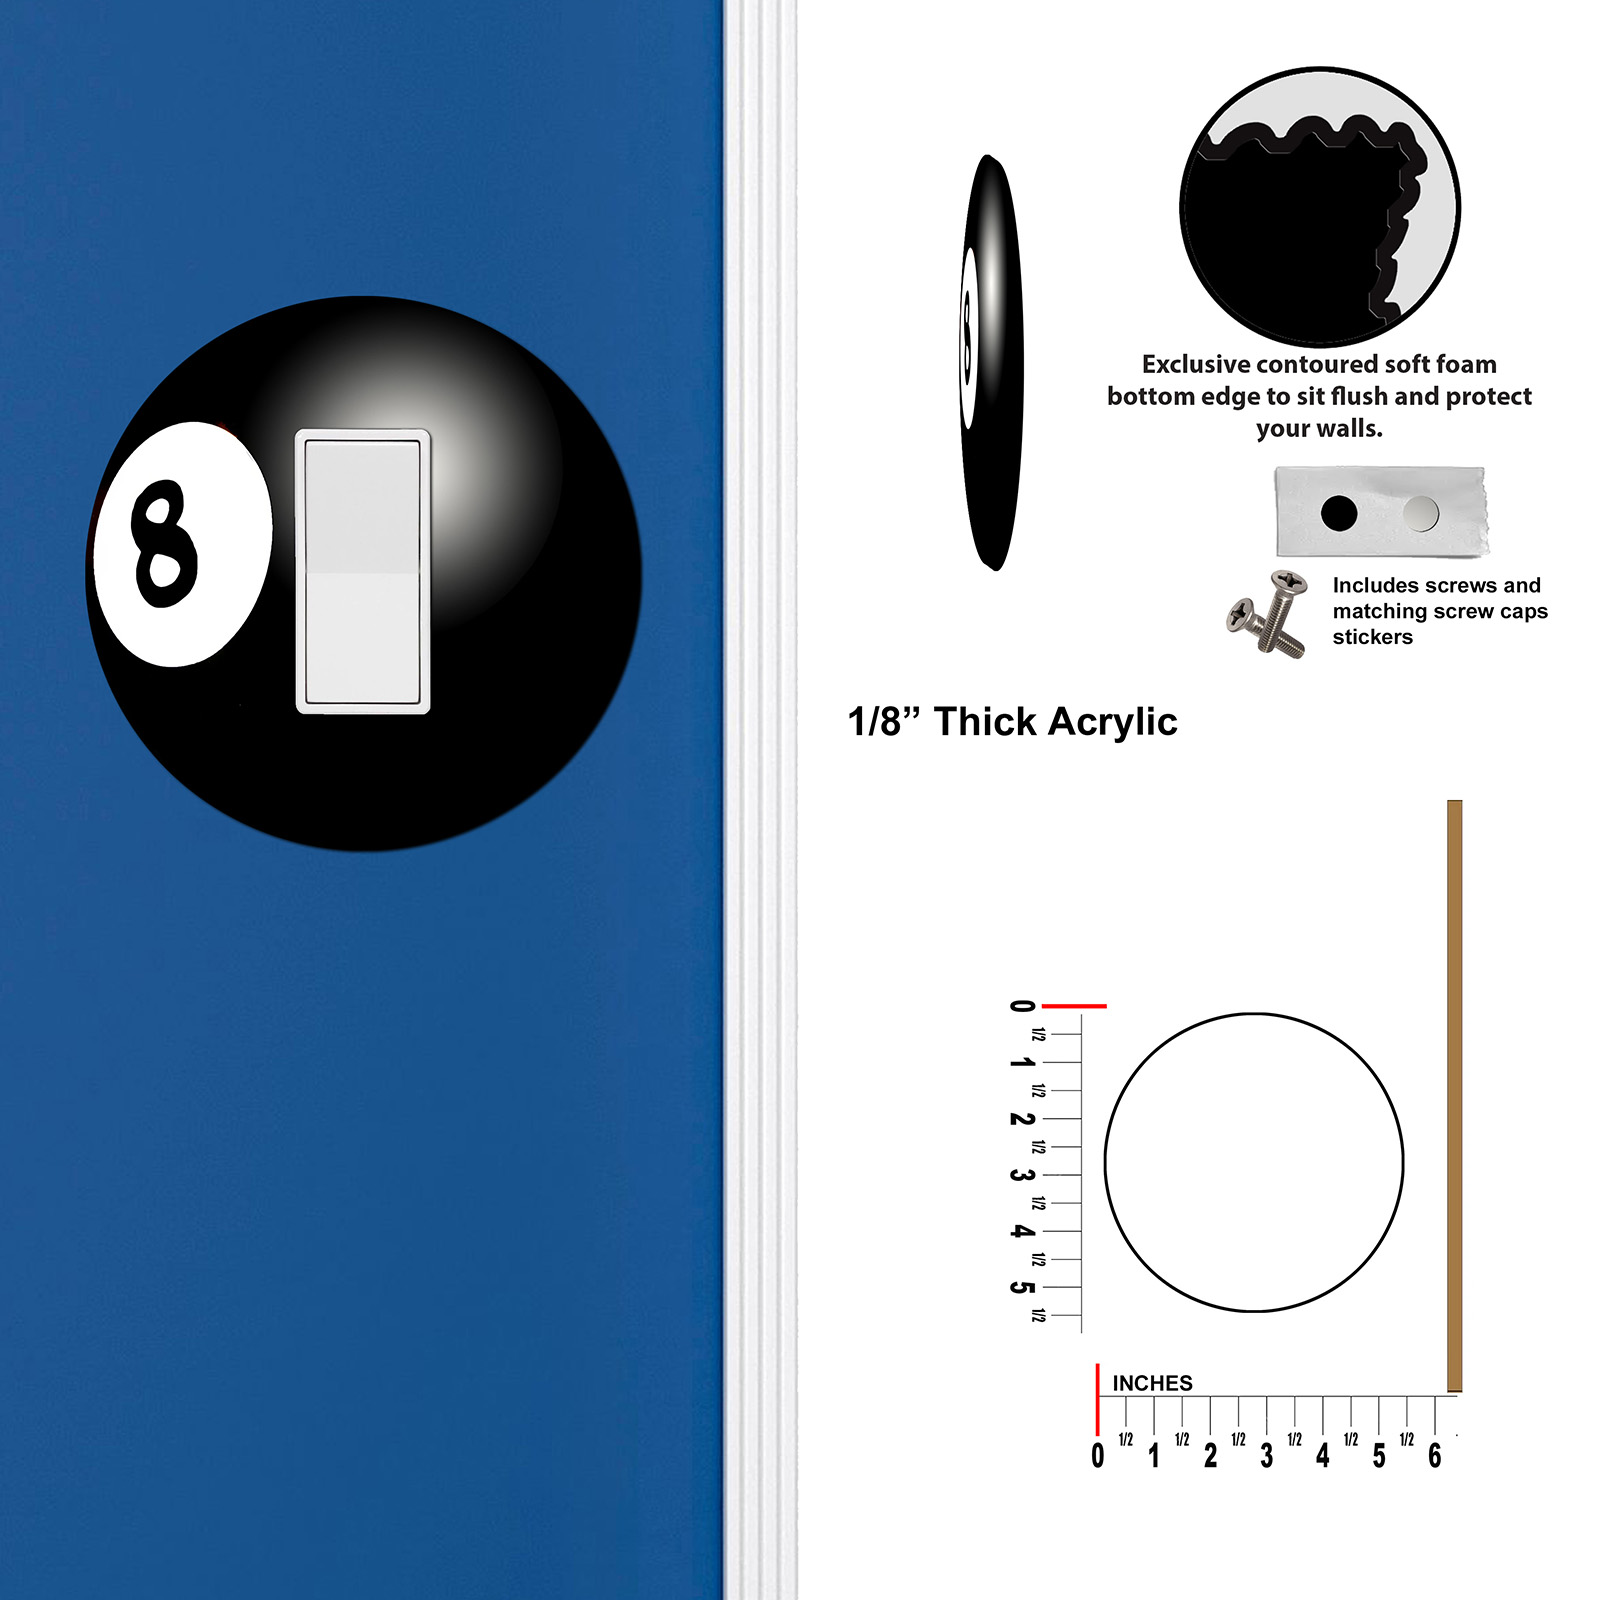 8
8
Exclusive contoured soft foam
bottom edge to sit flush and protect
your walls.
Includes screws and
matching screw caps
stickers
1/8” Thick Acrylic
0
1/2
1
1/2
2
1/2
3
1/2
4
1/2
5
1/2
INCHES
0 1/2 1 1/2 2 1/2 3 1/2 4 1/2 5 1/2 6